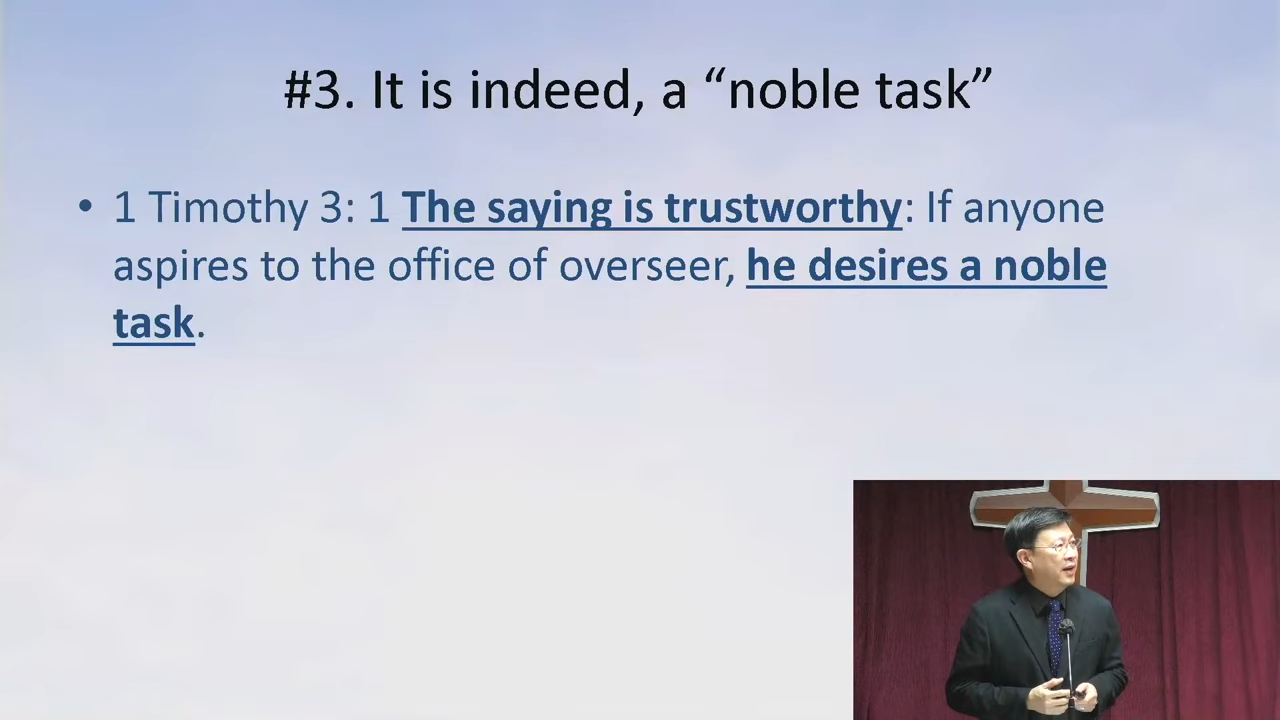 #3. It is indeed, a “noble task”
• 1 Timothy 3: 1 The saying is trustworthy: If anyone
aspires to the office of overseer, he desires a noble
task.